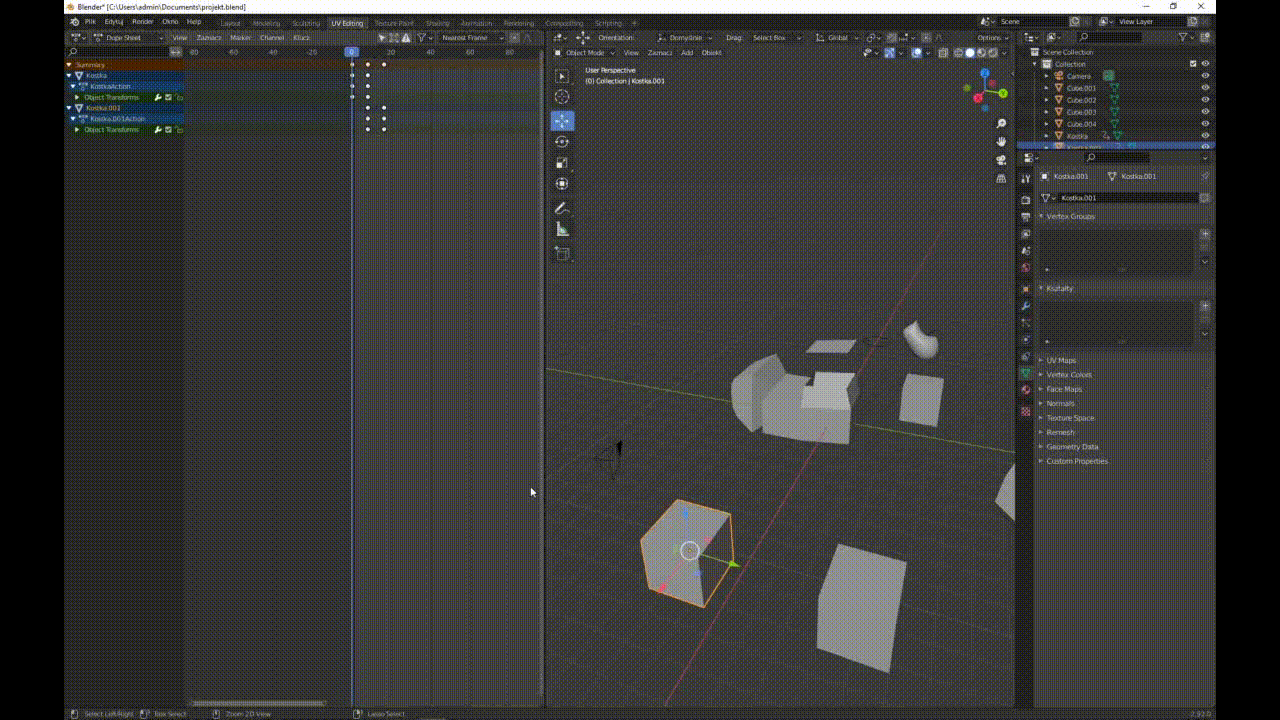 Blender* [C:\Users\admin\Documents\projekt.blend]
Plik Edytuj Render Okno Help Layout Modeling Sculpting UV Editing Texture Paint Shading Animation Rendering Compositing Scripting + Scene View Layer
Dope Sheet View Zaznacz Marker Channel Klucz Nearest Frame Orientation: Domyślnie Drag: Select Box Global Options
Object Mode View Zaznacz Add Obiekt
-80 -60 -40 -20 0 20 40 60 80
Summary
Kostka
KostkaAction
Object Transforms
Kostka.001
Kostka.001Action
Object Transforms
User Perspective
(0) Collection | Kostka.001
Scene Collection
Collection
Camera
Cube.001
Cube.002
Cube.003
Cube.004
Kostka
Kostka.001
Kostka.001 Kostka.001
Kostka.001
Vertex Groups
Kształty
UV Maps
Vertex Colors
Face Maps
Normals
Texture Space
Remesh
Geometry Data
Custom Properties
Select Left/Right Box Select Zoom 2D View Lasso Select 2.92.0